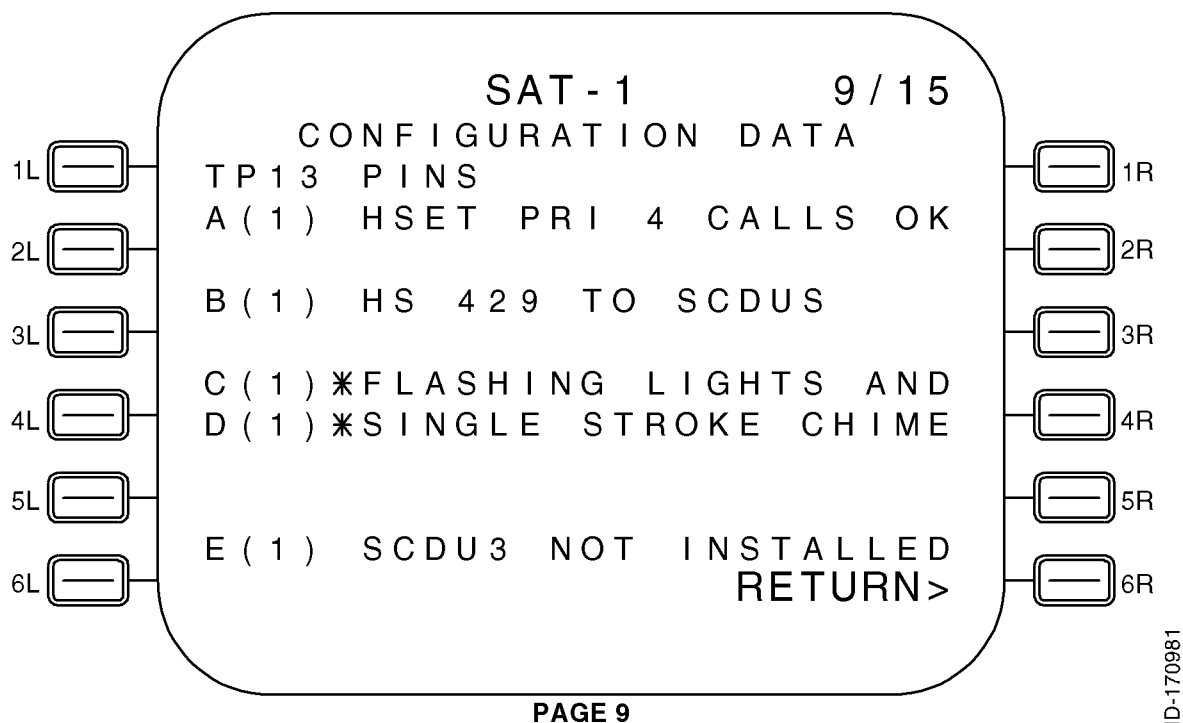 SAT-1 9/15
CONFIGURATION DATA
1L TP13 PINS 1R
A(1) HSET PRI 4 CALLS OK
2L 2R
B(1) HS 429 TO SCDUS
3L 3R
C(1)*FLASHING LIGHTS AND
4L D(1)*SINGLE STROKE CHIME 4R
5L 5R
E(1) SCDU3 NOT INSTALLED
6L RETURN> 6R
PAGE 9
ID-170981